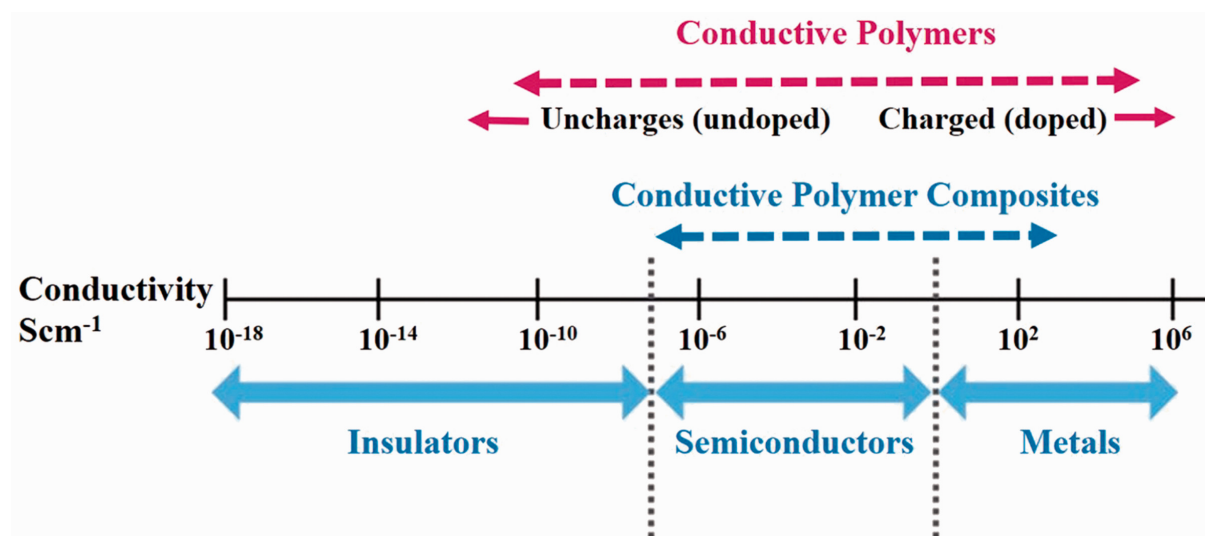 Conductive Polymers
Uncharges (undoped) Charged (doped)
Conductive Polymer Composites
Conductivity
Scm⁻¹
10⁻¹⁸ 10⁻¹⁴ 10⁻¹⁰ 10⁻⁶ 10⁻² 10² 10⁶
Insulators Semiconductors Metals